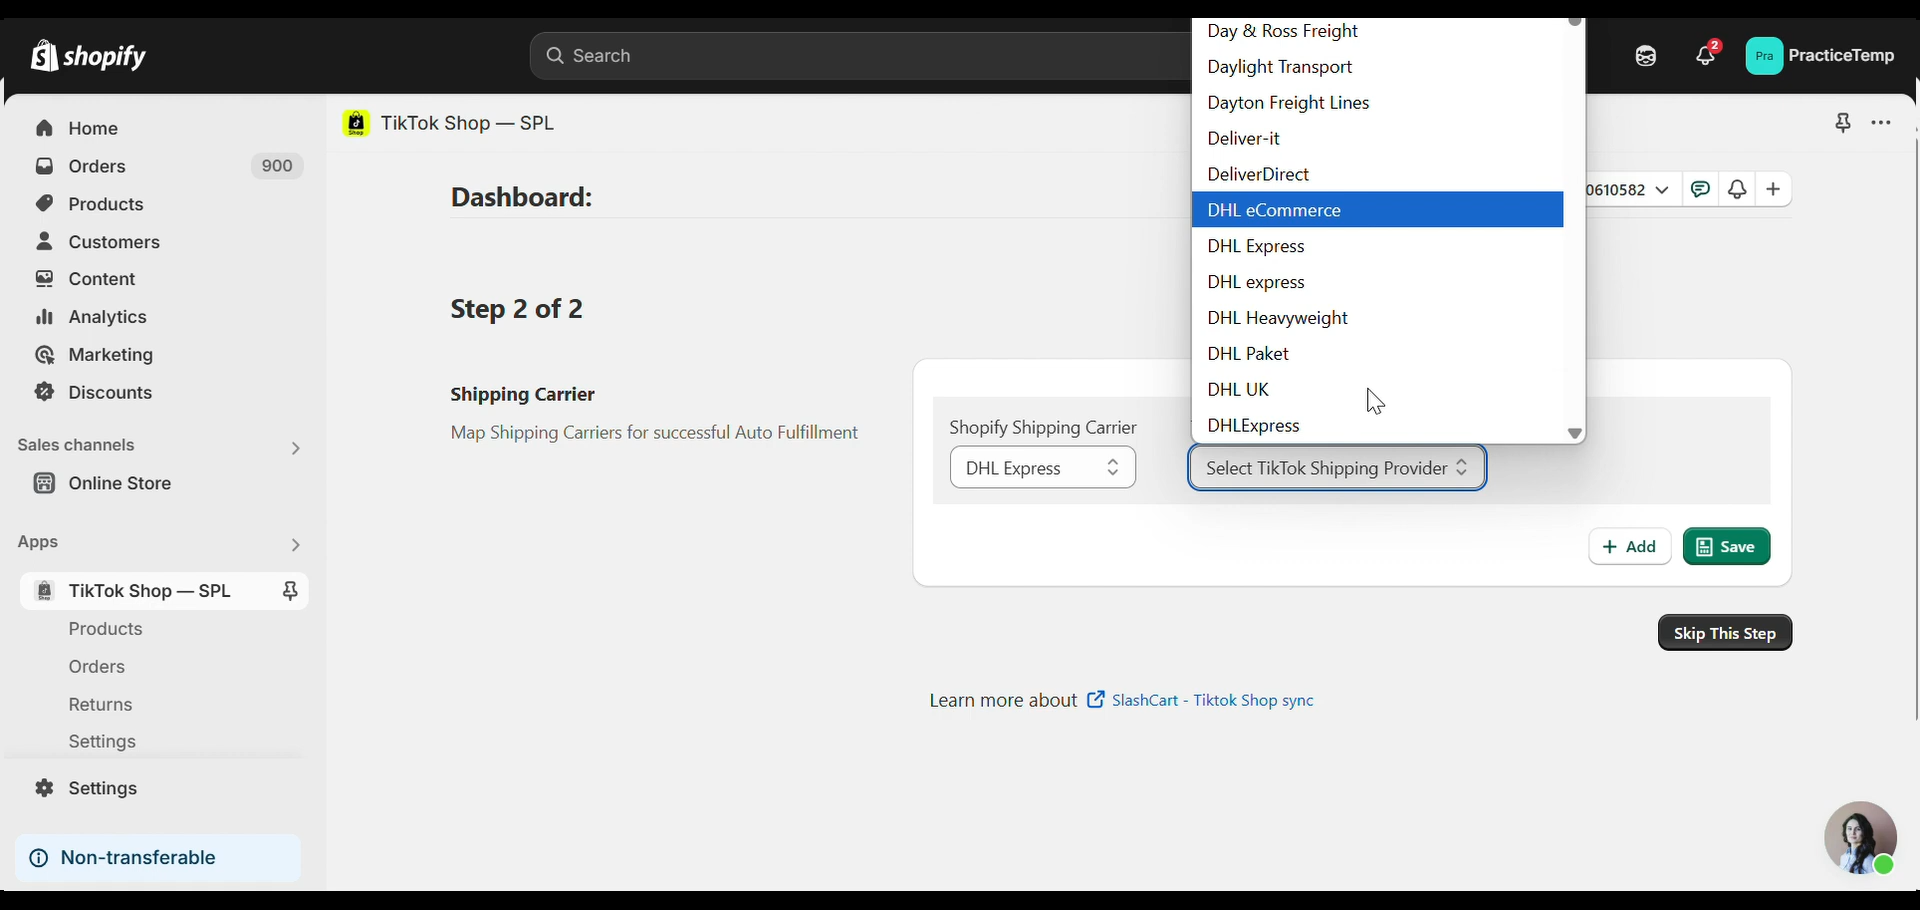 shopify
Search
2
Pra
PracticeTemp
Home
Orders
900
Products
Customers
Content
Analytics
Marketing
Discounts
Sales channels
Online Store
Apps
TikTok Shop — SPL
Products
Orders
Returns
Settings
Settings
Non-transferable
TikTok Shop — SPL
Dashboard:
0610582
Step 2 of 2
Shipping Carrier
Map Shipping Carriers for successful Auto Fulfillment
Shopify Shipping Carrier
DHL Express
Day & Ross Freight
Daylight Transport
Dayton Freight Lines
Deliver-it
DeliverDirect
DHL eCommerce
DHL Express
DHL express
DHL Heavyweight
DHL Paket
DHL UK
DHLExpress
Select TikTok Shipping Provider
+ Add
Save
Skip This Step
Learn more about SlashCart - Tiktok Shop sync